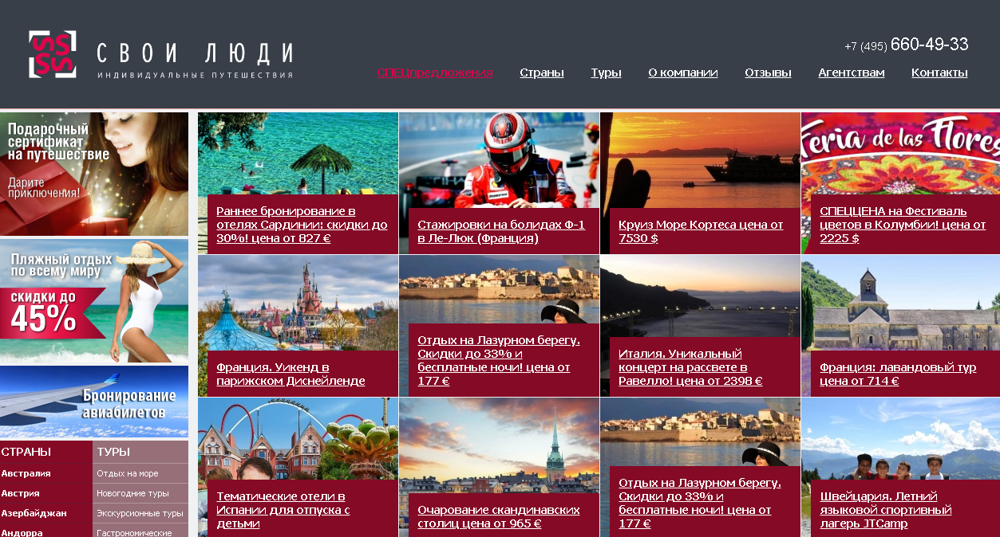 СВОИ ЛЮДИ
ИНДИВИДУАЛЬНЫЕ ПУТЕШЕСТВИЯ
+7 (495) 660-49-33
СПЕЦпредложения Страны Туры О компании Отзывы Агентствам Контакты
Подарочный
сертификат
на путешествие
Дарите
приключения!
Пляжный отдых
по всему миру
скидки до
45%
Бронирование
авиабилетов
СТРАНЫ
Австралия
Австрия
Азербайджан
Андорра
ТУРЫ
Отдых на море
Новогодние туры
Экскурсионные туры
Гастрономические
Раннее бронирование в
отелях Сардинии: скидки до
30%! цена от 827 €
Стажировки на болидах Ф-1
в Ле-Люк (Франция)
Круиз Море Кортеса цена от
7530 $
Feria de las Flores
СПЕЦЦЕНА на Фестиваль
цветов в Колумбии! цена от
2225 $
Франция. Уикенд в
парижском Диснейленде
Отдых на Лазурном берегу.
Скидки до 33% и
бесплатные ночи! цена от
177 €
Италия. Уникальный
концерт на рассвете в
Равелло! цена от 2398 €
Франция: лавандовый тур
цена от 714 €
Тематические отели в
Испании для отпуска с
детьми
Очарование скандинавских
столиц цена от 965 €
Отдых на Лазурном берегу.
Скидки до 33% и
бесплатные ночи! цена от
177 €
Швейцария. Летний
языковой спортивный
лагерь JTCamp